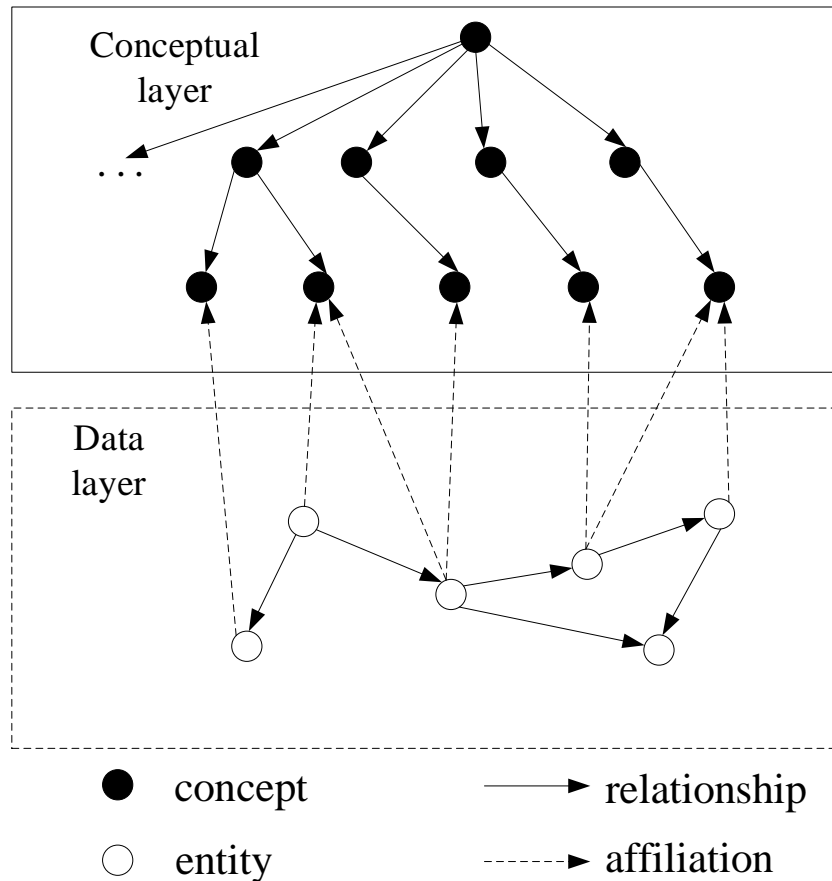 Conceptual
layer
...
Data
layer
concept
relationship
entity
affiliation